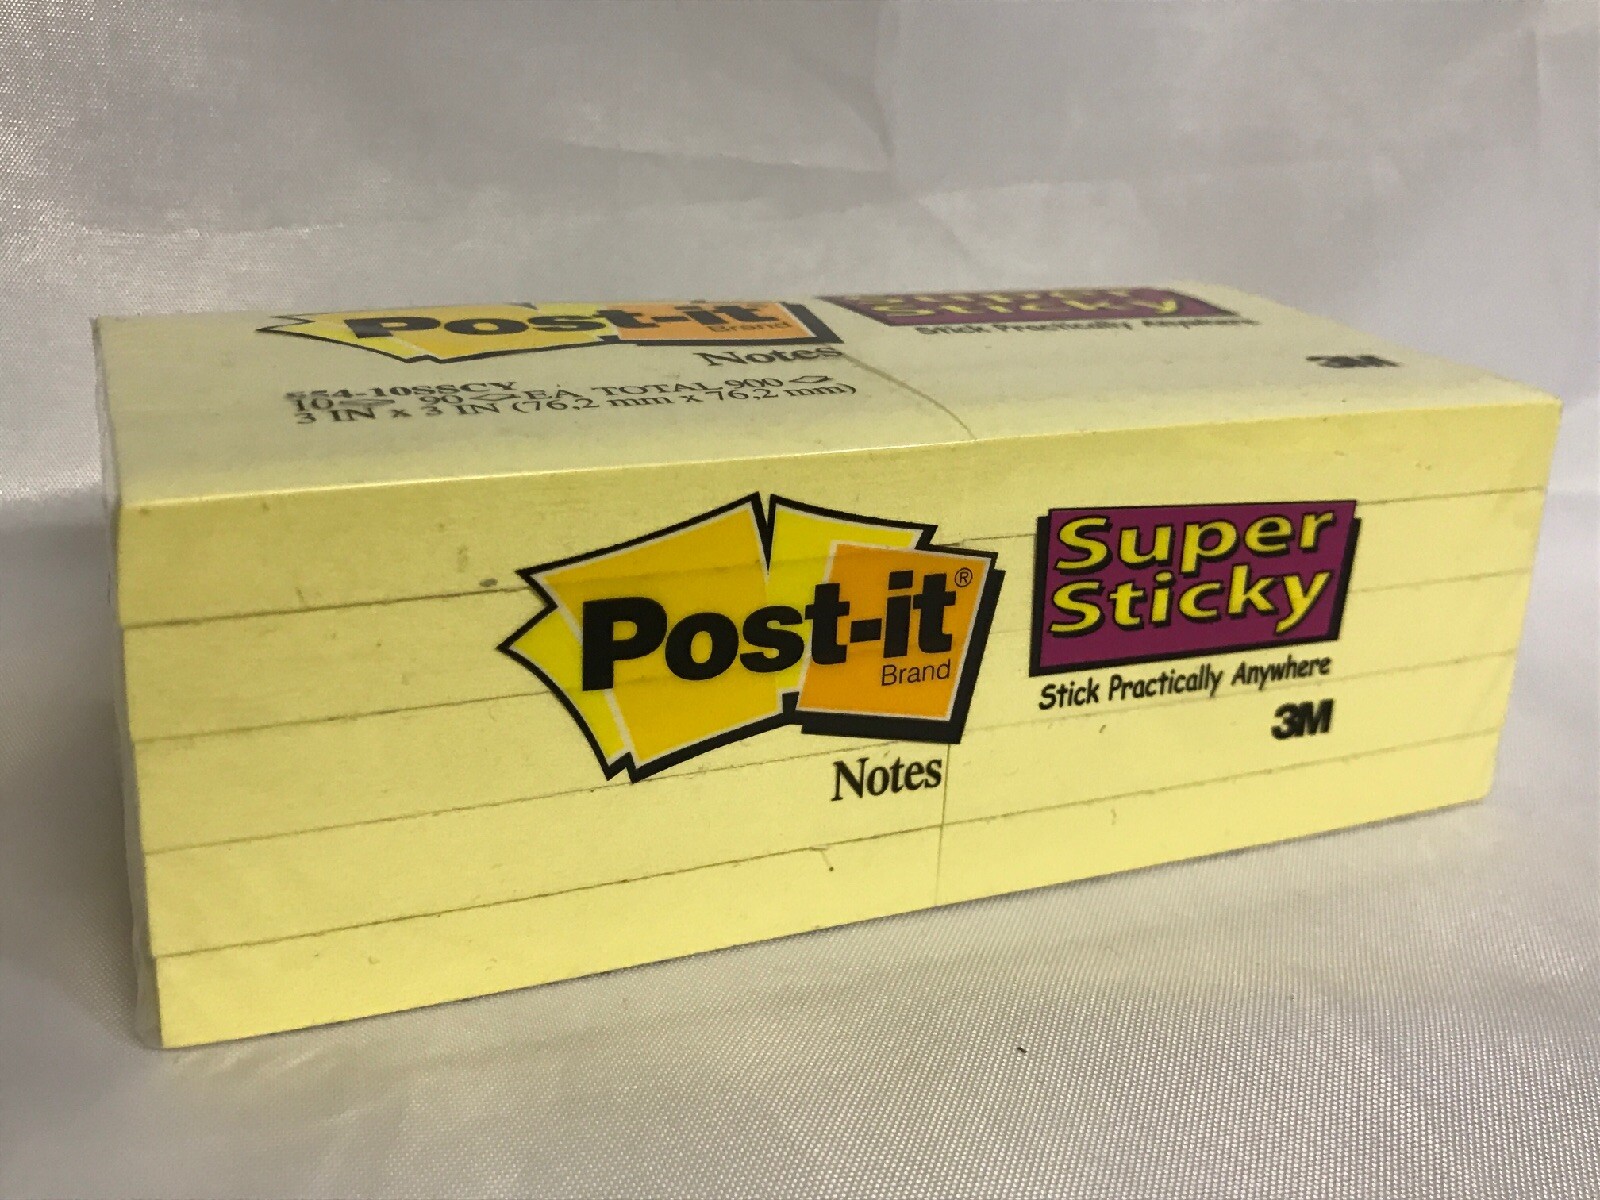 Post-it
Brand
Notes
Super
Sticky
Stick Practically Anywhere
3M
654-10SSCY
10 90 EA TOTAL 900
3 IN x 3 IN (76,2 mm x 76,2 mm)
Post-it®
Brand
Notes
Super
Sticky
Stick Practically Anywhere
3M